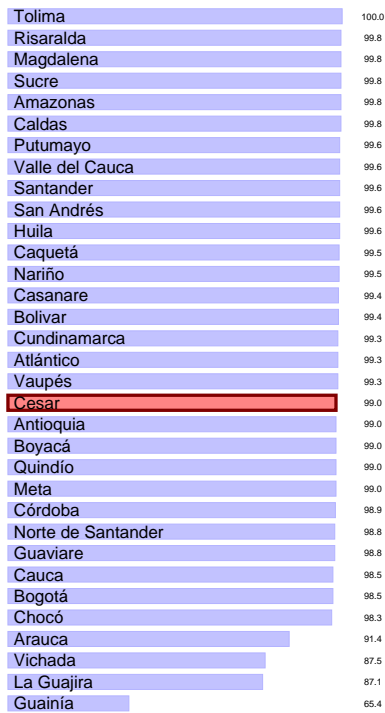 Tolima 100.0
Risaralda 99.8
Magdalena 99.8
Sucre 99.8
Amazonas 99.8
Caldas 99.8
Putumayo 99.6
Valle del Cauca 99.6
Santander 99.6
San Andrés 99.6
Huila 99.6
Caquetá 99.5
Nariño 99.5
Casanare 99.4
Bolivar 99.4
Cundinamarca 99.3
Atlántico 99.3
Vaupés 99.3
Cesar 99.0
Antioquia 99.0
Boyacá 99.0
Quindío 99.0
Meta 99.0
Córdoba 98.9
Norte de Santander 98.8
Guaviare 98.8
Cauca 98.5
Bogotá 98.5
Chocó 98.3
Arauca 91.4
Vichada 87.5
La Guajira 87.1
Guainía 65.4